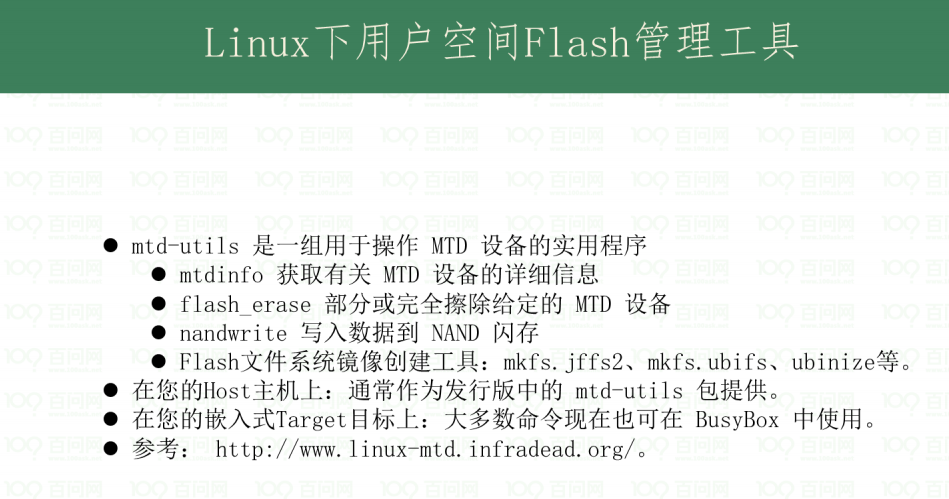 Linux下用户空间Flash管理工具
● mtd-utils 是一组用于操作 MTD 设备的实用程序
● mtdinfo 获取有关 MTD 设备的详细信息
● flash_erase 部分或完全擦除给定的 MTD 设备
● nandwrite 写入数据到 NAND 闪存
● Flash文件系统镜像创建工具：mkfs.jffs2、mkfs.ubifs、ubinize等。
● 在您的Host主机上：通常作为发行版中的 mtd-utils 包提供。
● 在您的嵌入式Target目标上：大多数命令现在也可在 BusyBox 中使用。
● 参考： http://www.linux-mtd.infradead.org/。